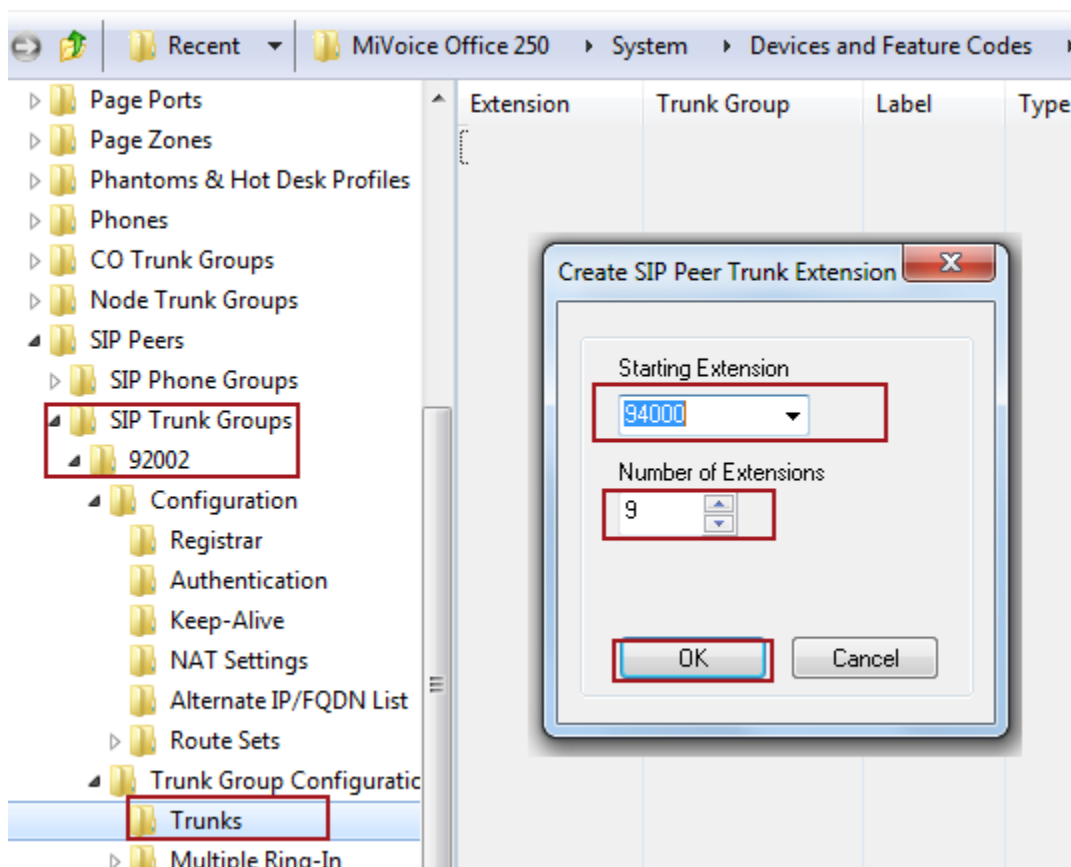 Recent MiVoice Office 250 System Devices and Feature Codes
Page Ports
Page Zones
Phantoms & Hot Desk Profiles
Phones
CO Trunk Groups
Node Trunk Groups
SIP Peers
SIP Phone Groups
SIP Trunk Groups
92002
Configuration
Registrar
Authentication
Keep-Alive
NAT Settings
Alternate IP/FQDN List
Route Sets
Trunk Group Configuratic
Trunks
Multiple Ring-In
Extension Trunk Group Label Type
Create SIP Peer Trunk Extension
Starting Extension
94000
Number of Extensions
9
OK Cancel